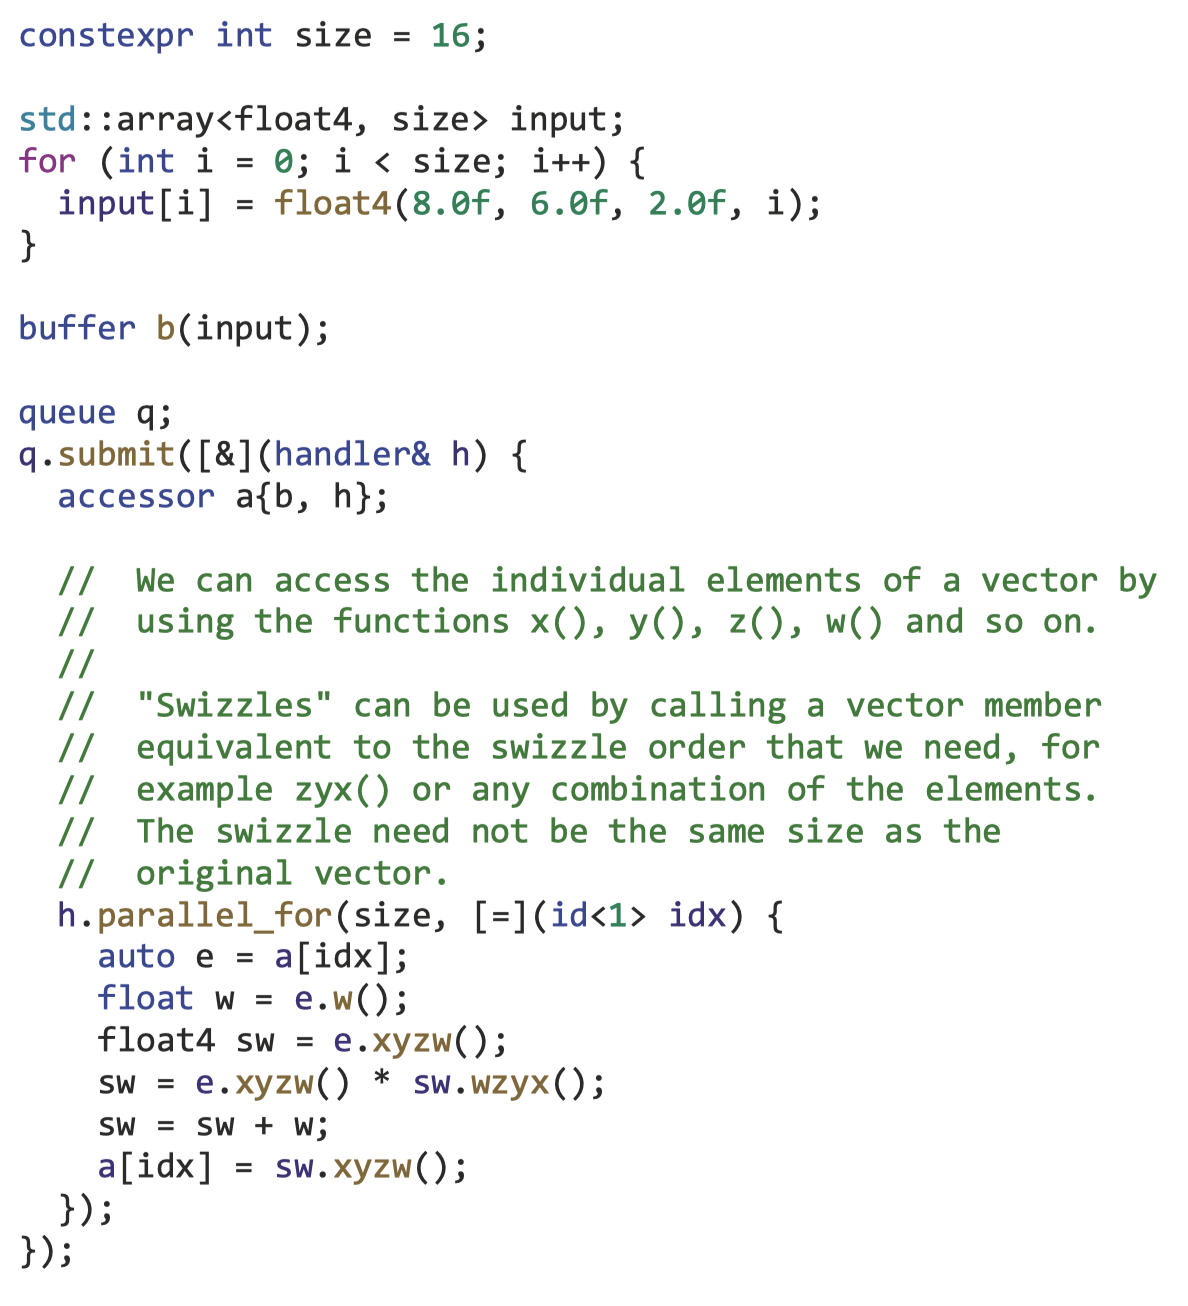 constexpr int size = 16;

std::array<float4, size> input;
for (int i = 0; i < size; i++) {
  input[i] = float4(8.0f, 6.0f, 2.0f, i);
}

buffer b(input);

queue q;
q.submit([&](handler& h) {
  accessor a{b, h};

  //  We can access the individual elements of a vector by
  //  using the functions x(), y(), z(), w() and so on.
  //
  //  "Swizzles" can be used by calling a vector member
  //  equivalent to the swizzle order that we need, for
  //  example zyx() or any combination of the elements.
  //  The swizzle need not be the same size as the
  //  original vector.
  h.parallel_for(size, [=](id<1> idx) {
    auto e = a[idx];
    float w = e.w();
    float4 sw = e.xyzw();
    sw = e.xyzw() * sw.wzyx();
    sw = sw + w;
    a[idx] = sw.xyzw();
  });
});